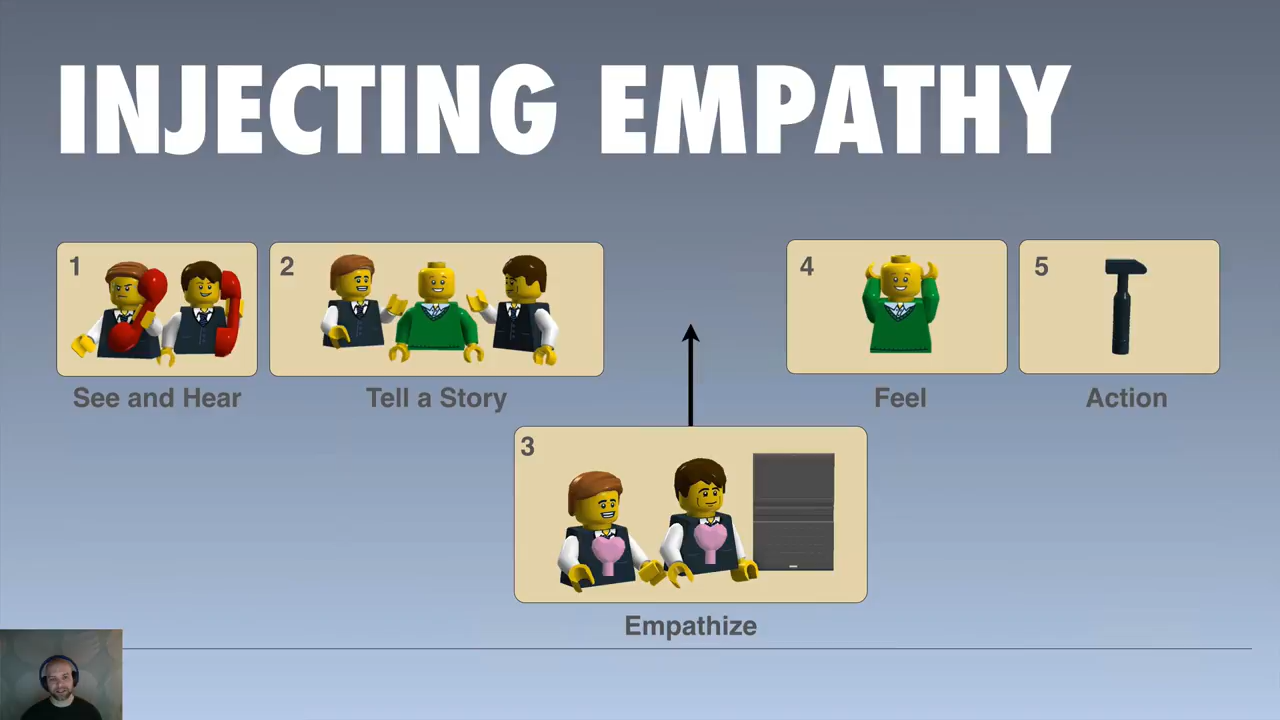 INJECTING EMPATHY
1
See and Hear
2
Tell a Story
3
Empathize
4
Feel
5
Action